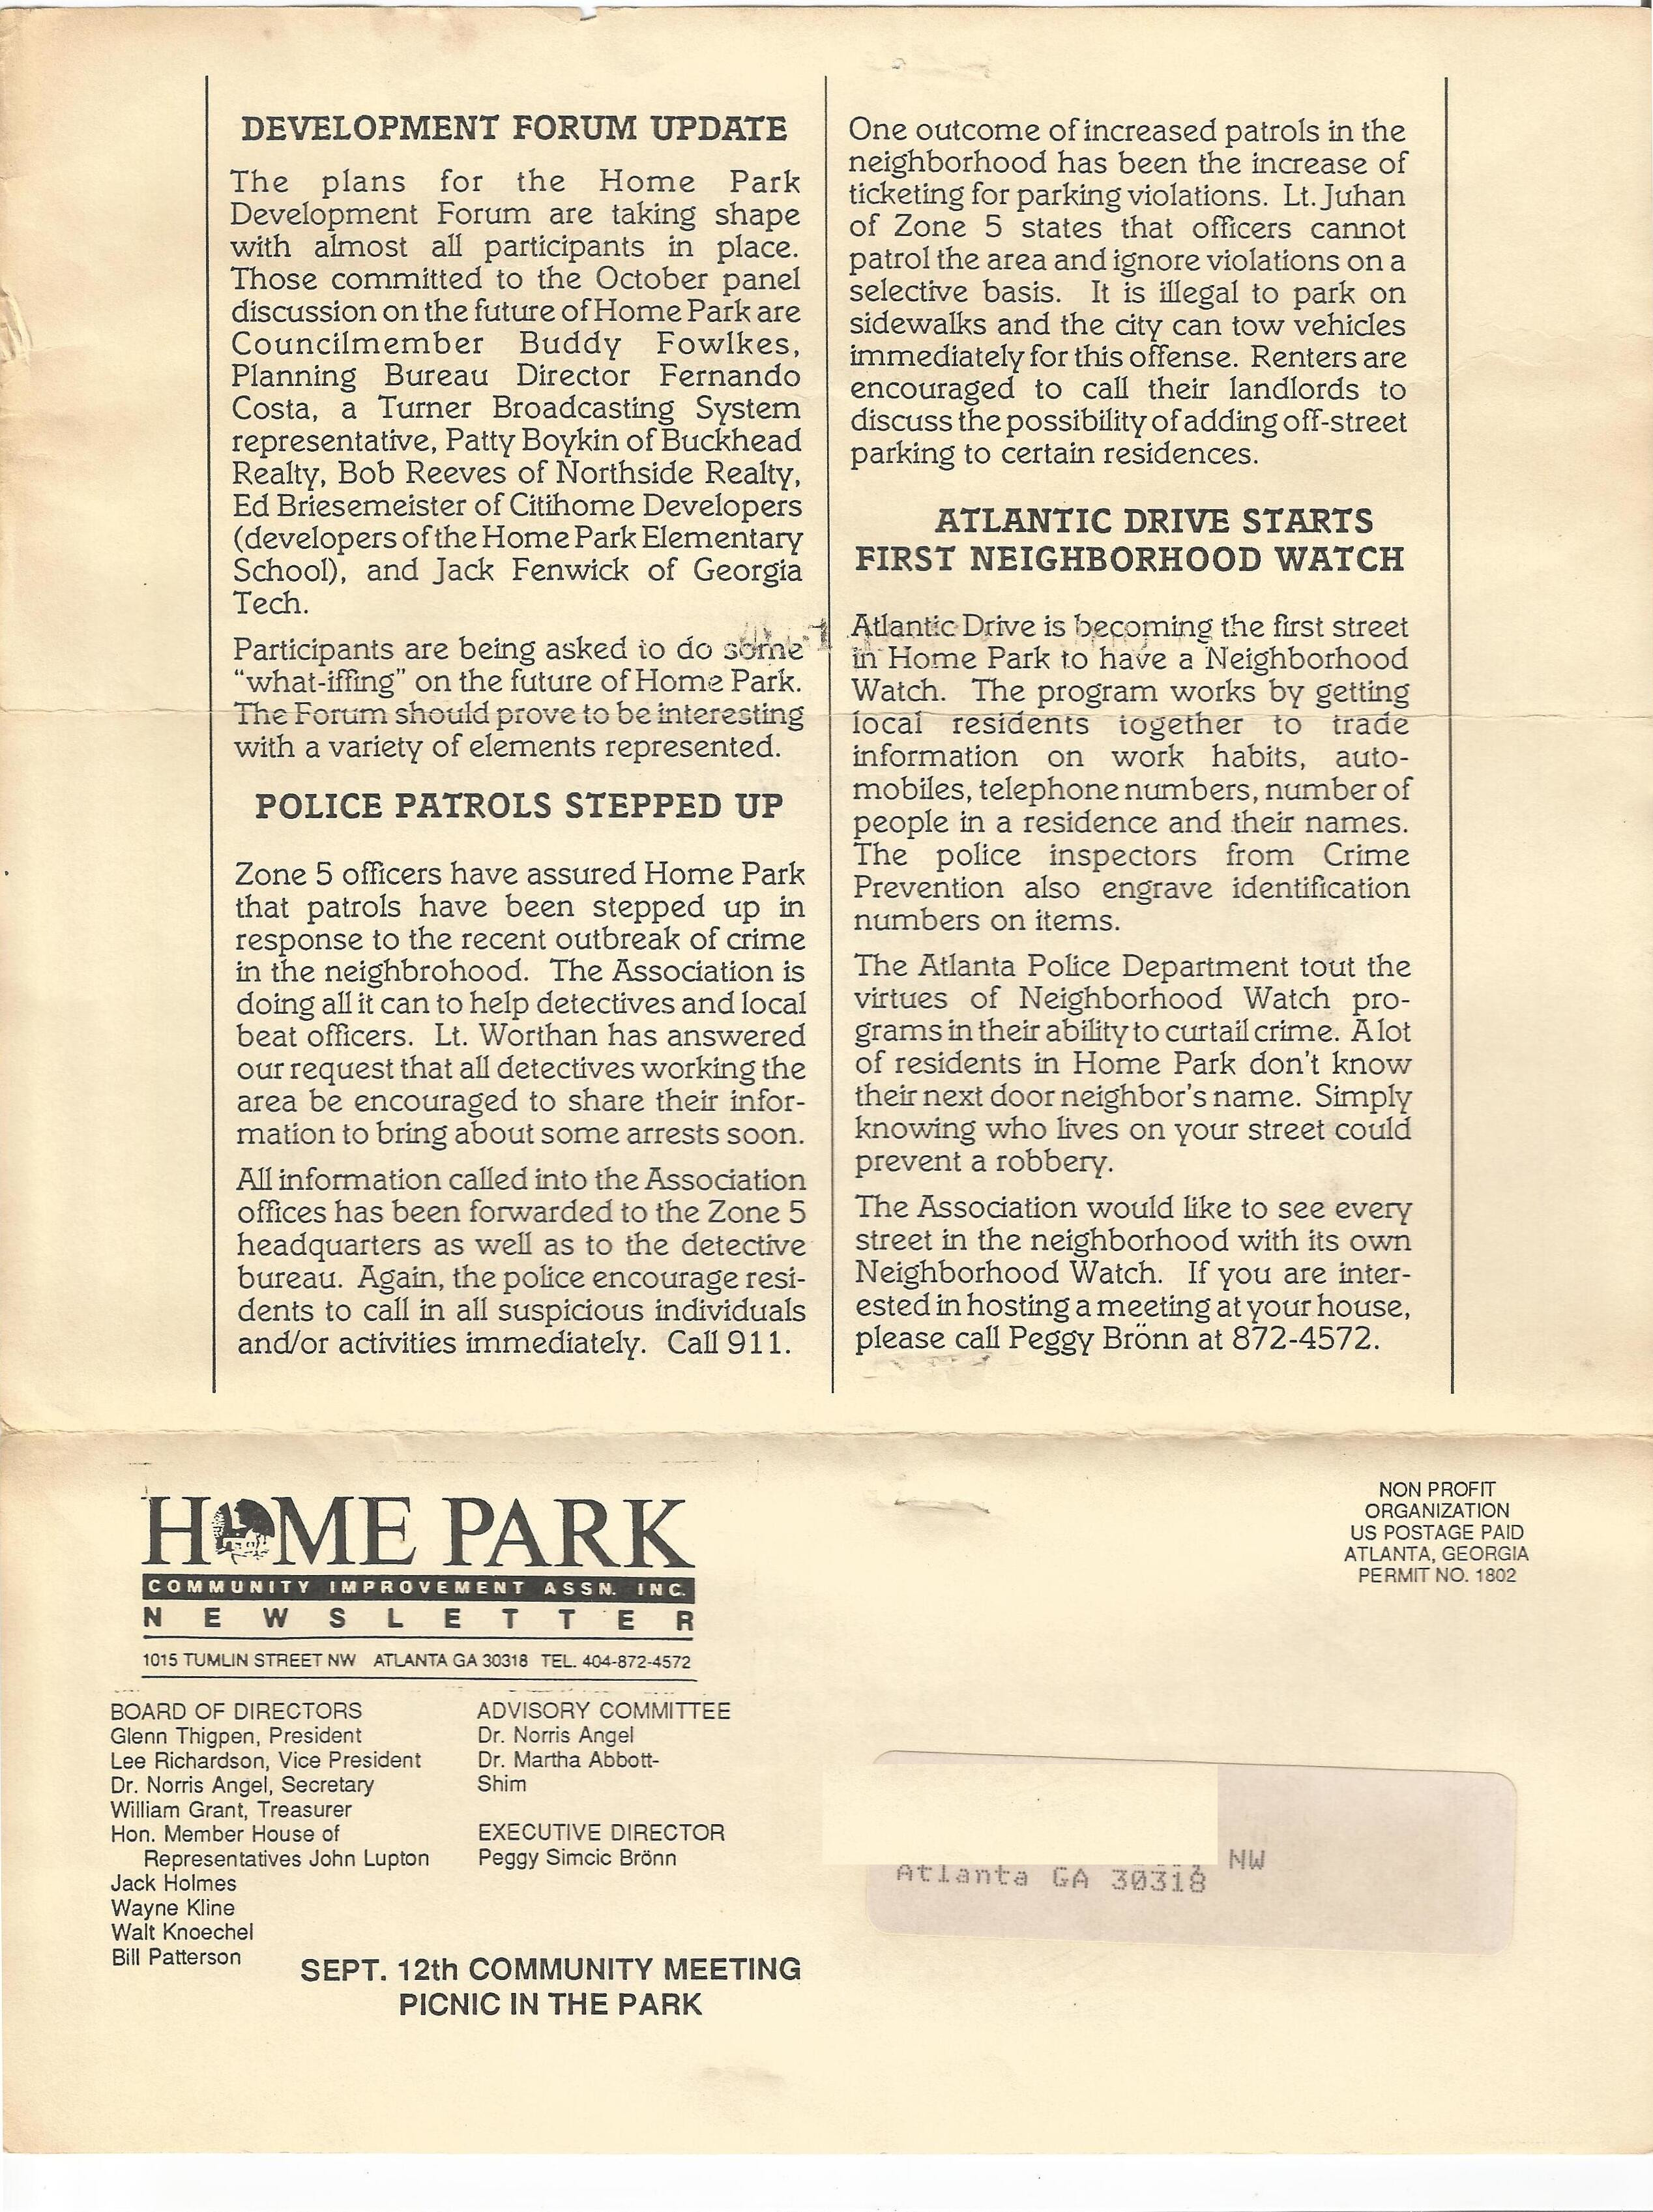 DEVELOPMENT FORUM UPDATE
The plans for the Home Park
Development Forum are taking shape
with almost all participants in place.
Those committed to the October panel
discussion on the future of Home Park are
Councilmember Buddy Fowlkes,
Planning Bureau Director Fernando
Costa, a Turner Broadcasting System
representative, Patty Boykin of Buckhead
Realty, Bob Reeves of Northside Realty,
Ed Briesemeister of Citihome Developers
(developers of the Home Park Elementary
School), and Jack Fenwick of Georgia
Tech.
Participants are being asked to do some
“what-iffing” on the future of Home Park.
The Forum should prove to be interesting
with a variety of elements represented.
POLICE PATROLS STEPPED UP
Zone 5 officers have assured Home Park
that patrols have been stepped up in
response to the recent outbreak of crime
in the neighbrohood. The Association is
doing all it can to help detectives and local
beat officers. Lt. Worthan has answered
our request that all detectives working the
area be encouraged to share their infor-
mation to bring about some arrests soon.
All information called into the Association
offices has been forwarded to the Zone 5
headquarters as well as to the detective
bureau. Again, the police encourage resi-
dents to call in all suspicious individuals
and/or activities immediately. Call 911.
One outcome of increased patrols in the
neighborhood has been the increase of
ticketing for parking violations. Lt. Juhan
of Zone 5 states that officers cannot
patrol the area and ignore violations on a
selective basis. It is illegal to park on
sidewalks and the city can tow vehicles
immediately for this offense. Renters are
encouraged to call their landlords to
discuss the possibility of adding off-street
parking to certain residences.
ATLANTIC DRIVE STARTS
FIRST NEIGHBORHOOD WATCH
Atlantic Drive is becoming the first street
in Home Park to have a Neighborhood
Watch. The program works by getting
local residents together to trade
information on work habits, auto-
mobiles, telephone numbers, number of
people in a residence and their names.
The police inspectors from Crime
Prevention also engrave identification
numbers on items.
The Atlanta Police Department tout the
virtues of Neighborhood Watch pro-
grams in their ability to curtail crime. A lot
of residents in Home Park don't know
their next door neighbor's name. Simply
knowing who lives on your street could
prevent a robbery.
The Association would like to see every
street in the neighborhood with its own
Neighborhood Watch. If you are inter-
ested in hosting a meeting at your house,
please call Peggy Brönn at 872-4572.
HOME PARK
COMMUNITY IMPROVEMENT ASSN. INC.
NEWSLETTER
1015 TUMLIN STREET NW ATLANTA GA 30318 TEL. 404-872-4572
BOARD OF DIRECTORS
Glenn Thigpen, President
Lee Richardson, Vice President
Dr. Norris Angel, Secretary
William Grant, Treasurer
Hon. Member House of
Representatives John Lupton
Jack Holmes
Wayne Kline
Walt Knoechel
Bill Patterson
ADVISORY COMMITTEE
Dr. Norris Angel
Dr. Martha Abbott-
Shim
EXECUTIVE DIRECTOR
Peggy Simcic Brönn
SEPT. 12th COMMUNITY MEETING
PICNIC IN THE PARK
NON PROFIT
ORGANIZATION
US POSTAGE PAID
ATLANTA, GEORGIA
PERMIT NO. 1802
NW
Atlanta GA 30318